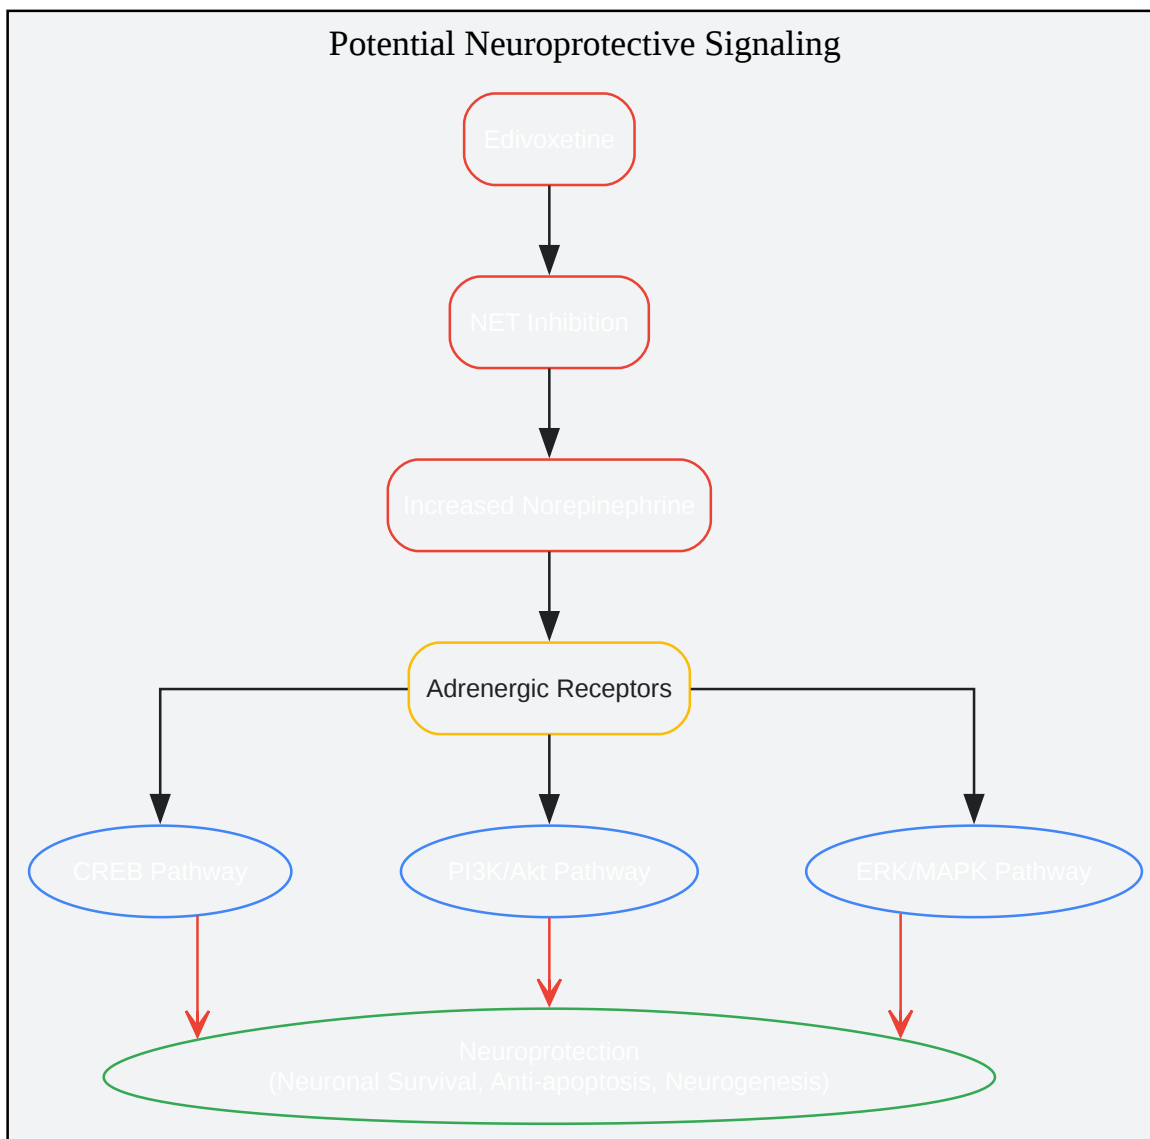 Potential Neuroprotective Signaling
Edivoxetine
NET Inhibition
Increased Norepinephrine
Adrenergic Receptors
CREB Pathway
PI3K/Akt Pathway
ERK/MAPK Pathway
Neuroprotection
(Neuronal Survival, Anti-apoptosis, Neurogenesis)